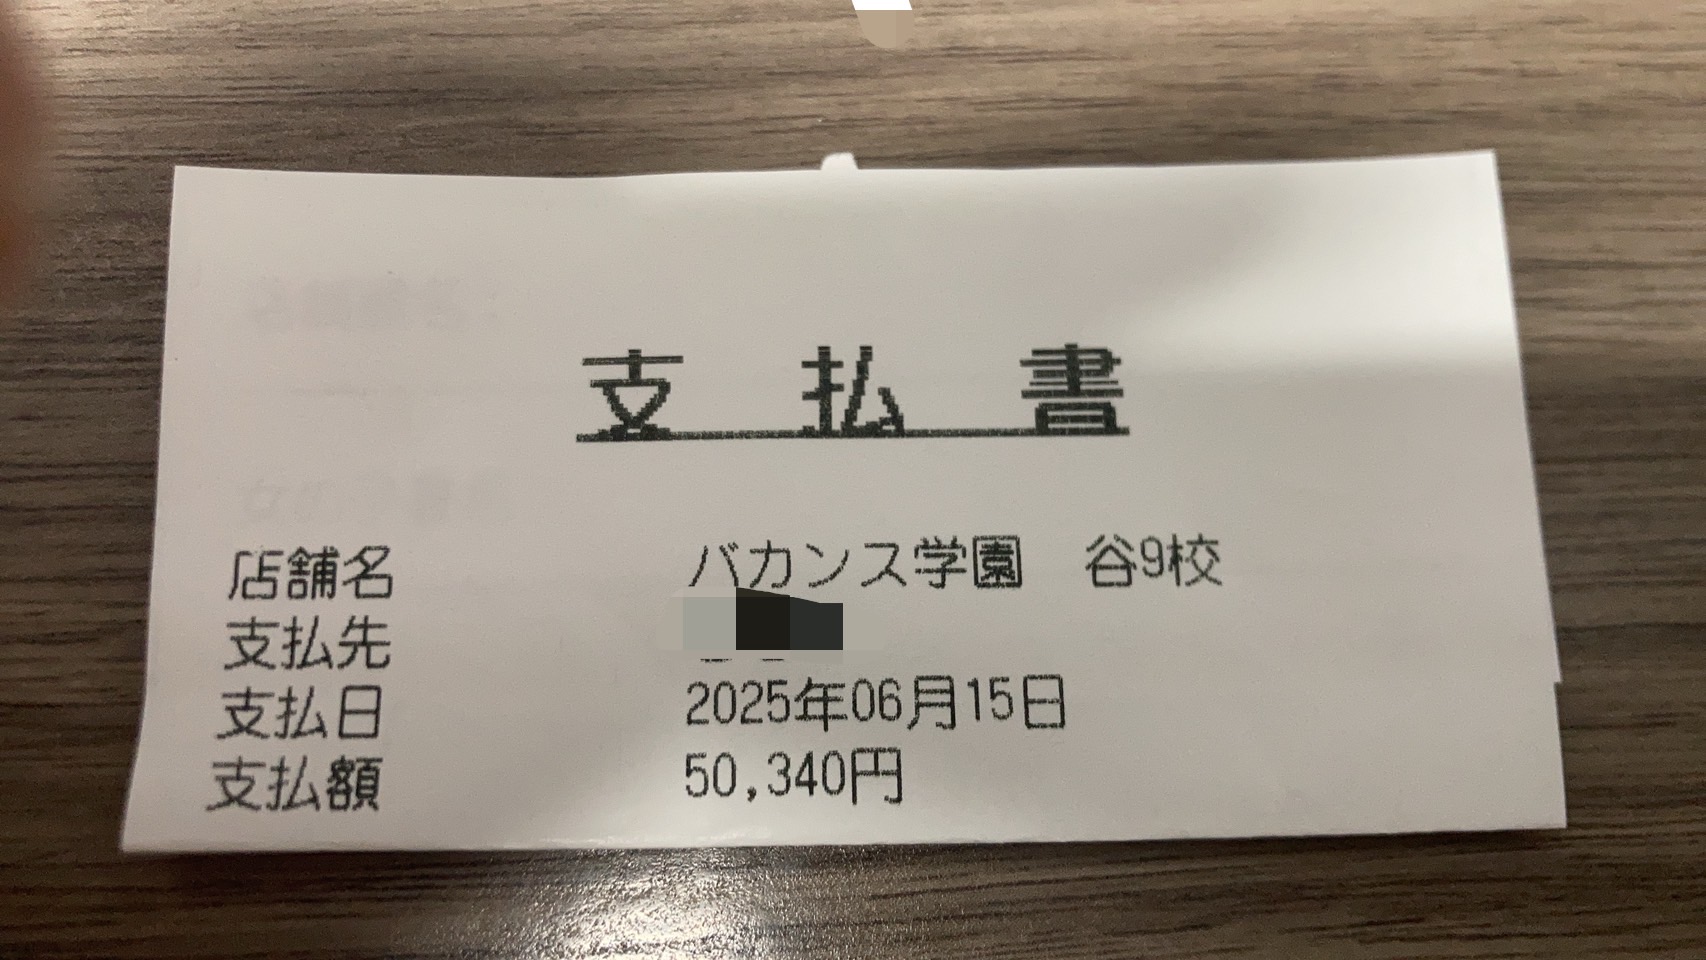 支払書
店舗名 バカンス学園 谷9校
支払先
支払日 2025年06月15日
支払額 50,340円